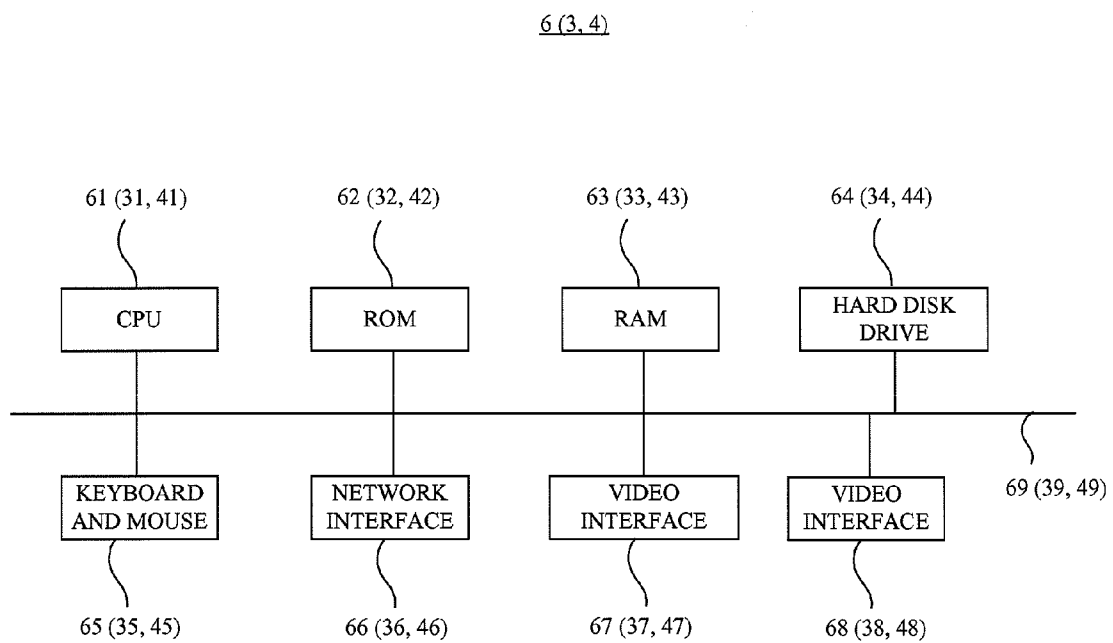 6 (3, 4)
61 (31, 41)
62 (32, 42)
63 (33, 43)
64 (34, 44)
CPU
ROM
RAM
HARD DISK
DRIVE
KEYBOARD
AND MOUSE
NETWORK
INTERFACE
VIDEO
INTERFACE
VIDEO
INTERFACE
69 (39, 49)
65 (35, 45)
66 (36, 46)
67 (37, 47)
68 (38, 48)